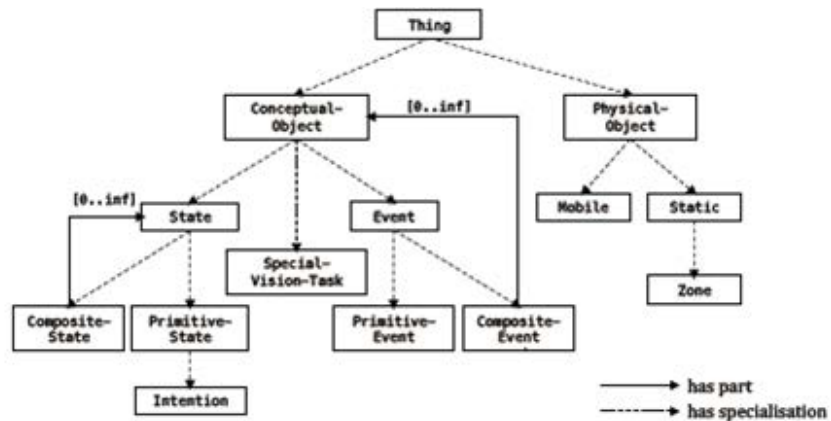 Thing
Conceptual-
Object
[0..inf]
Physical-
Object
[0..inf]
State
Event
Mobile
Static
Special-
Vision-Task
Zone
Composite-
State
Primitive-
State
Primitive-
Event
Composite-
Event
Intention
has part
has specialisation